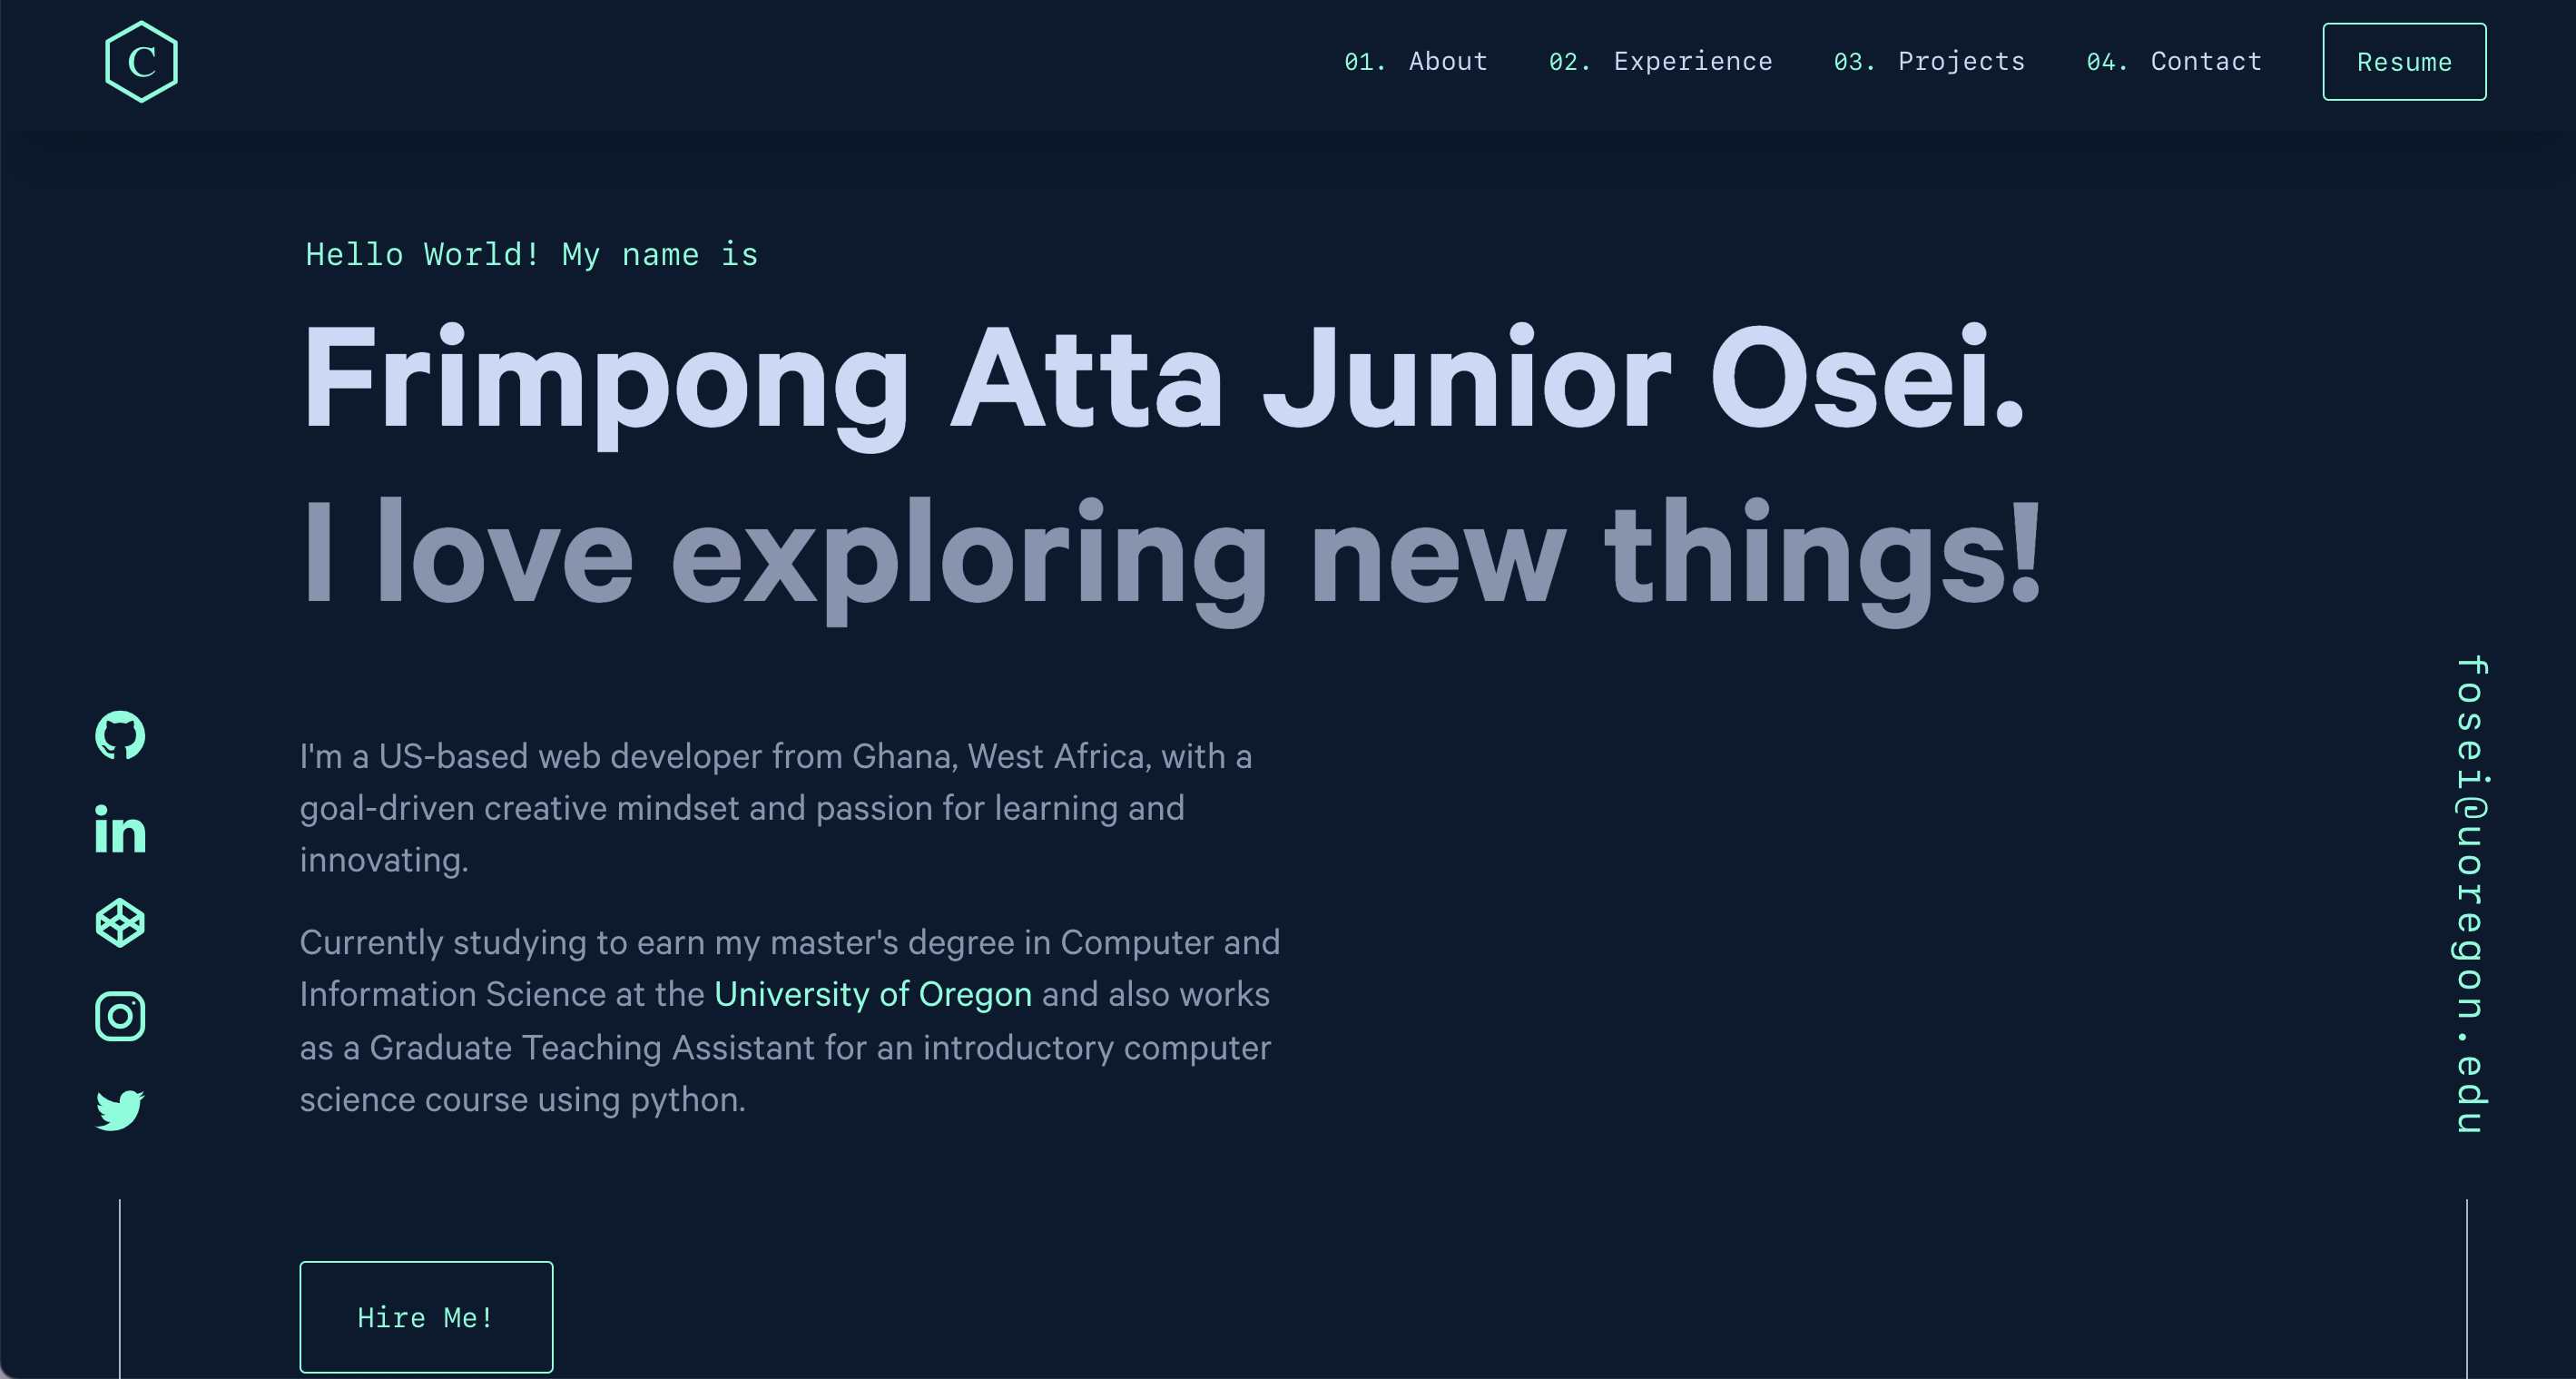 C
01. About 02. Experience 03. Projects 04. Contact Resume
Hello World! My name is
Frimpong Atta Junior Osei.
I love exploring new things!
I'm a US-based web developer from Ghana, West Africa, with a
goal-driven creative mindset and passion for learning and
innovating.
Currently studying to earn my master's degree in Computer and
Information Science at the University of Oregon and also works
as a Graduate Teaching Assistant for an introductory computer
science course using python.
Hire Me!
in
fosei@uoregon.edu